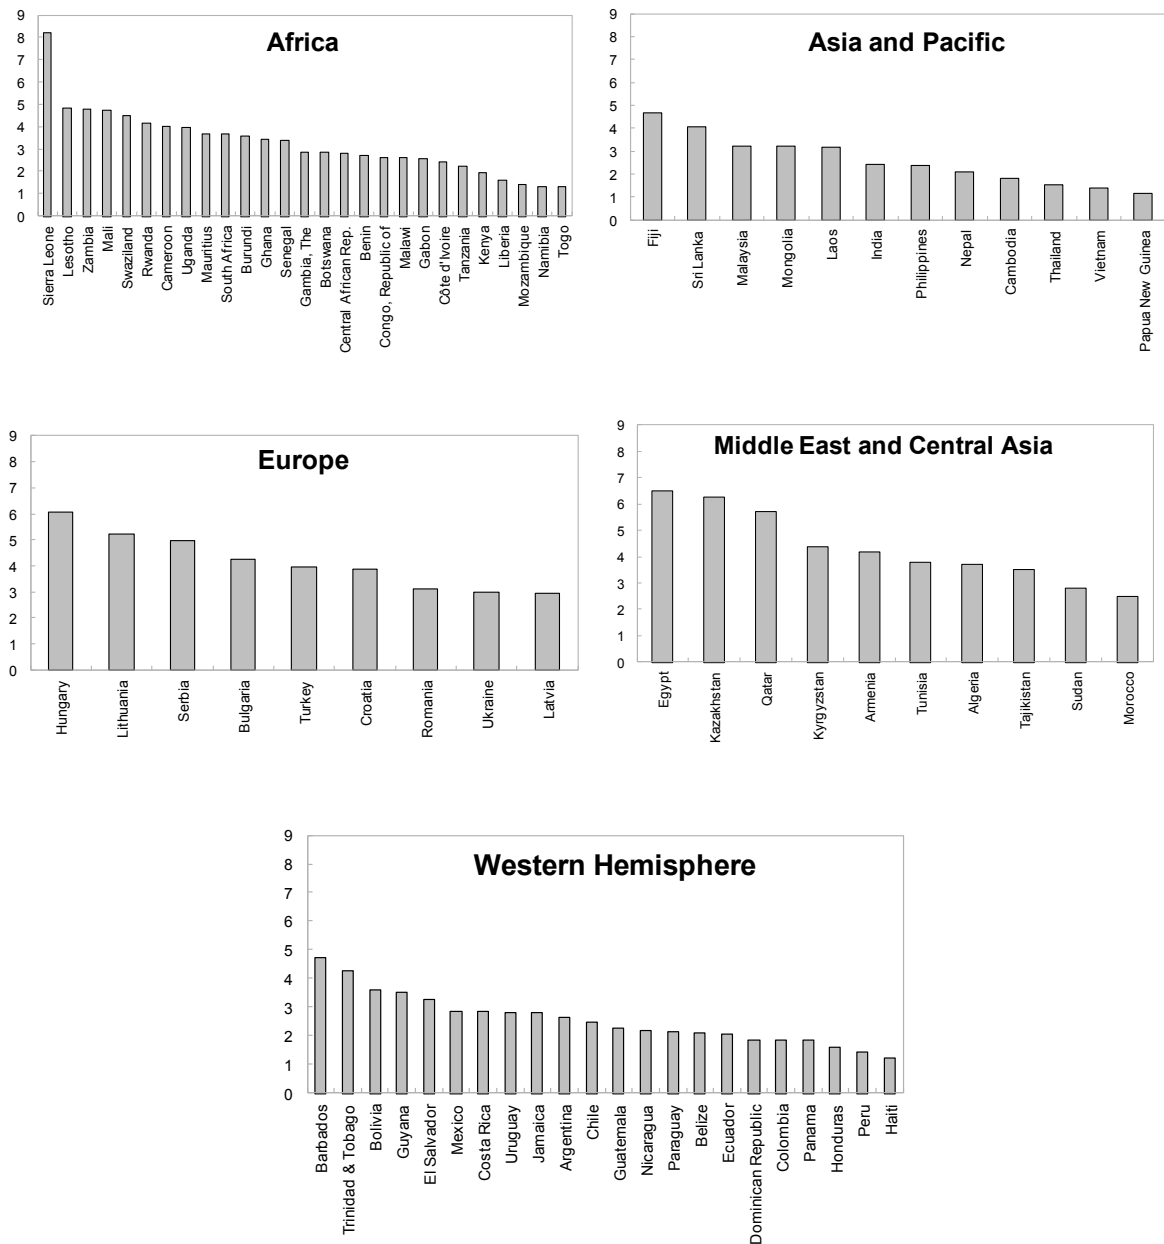 Africa
9
8
7
6
5
4
3
2
1
0
Sierra Leone
Lesotho
Zambia
Mali
Swaziland
Rwanda
Cameroon
Uganda
Mauritius
South Africa
Burundi
Ghana
Senegal
Gambia, The
Botswana
Central African Rep.
Benin
Congo, Republic of
Malawi
Gabon
Côte d' Ivoire
Tanzania
Kenya
Liberia
Mozambique
Namibia
Togo
Asia and Pacific
9
8
7
6
5
4
3
2
1
0
Fiji
Sri Lanka
Malaysia
Mongolia
Laos
India
Philippines
Nepal
Cambodia
Thailand
Vietnam
Papua New Guinea
Europe
9
8
7
6
5
4
3
2
1
0
Hungary
Lithuania
Serbia
Bulgaria
Turkey
Croatia
Romania
Ukraine
Latvia
Middle East and Central Asia
9
8
7
6
5
4
3
2
1
0
Egypt
Kazakhstan
Qatar
Kyrgyzstan
Armenia
Tunisia
Algeria
Tajikistan
Sudan
Morocco
Western Hemisphere
9
8
7
6
5
4
3
2
1
0
Barbados
Trinidad & Tobago
Bolivia
Guyana
El Salvador
Mexico
Costa Rica
Uruguay
Jamaica
Argentina
Chile
Guatemala
Nicaragua
Paraguay
Belize
Ecuador
Dominican Republic
Colombia
Panama
Honduras
Peru
Haiti